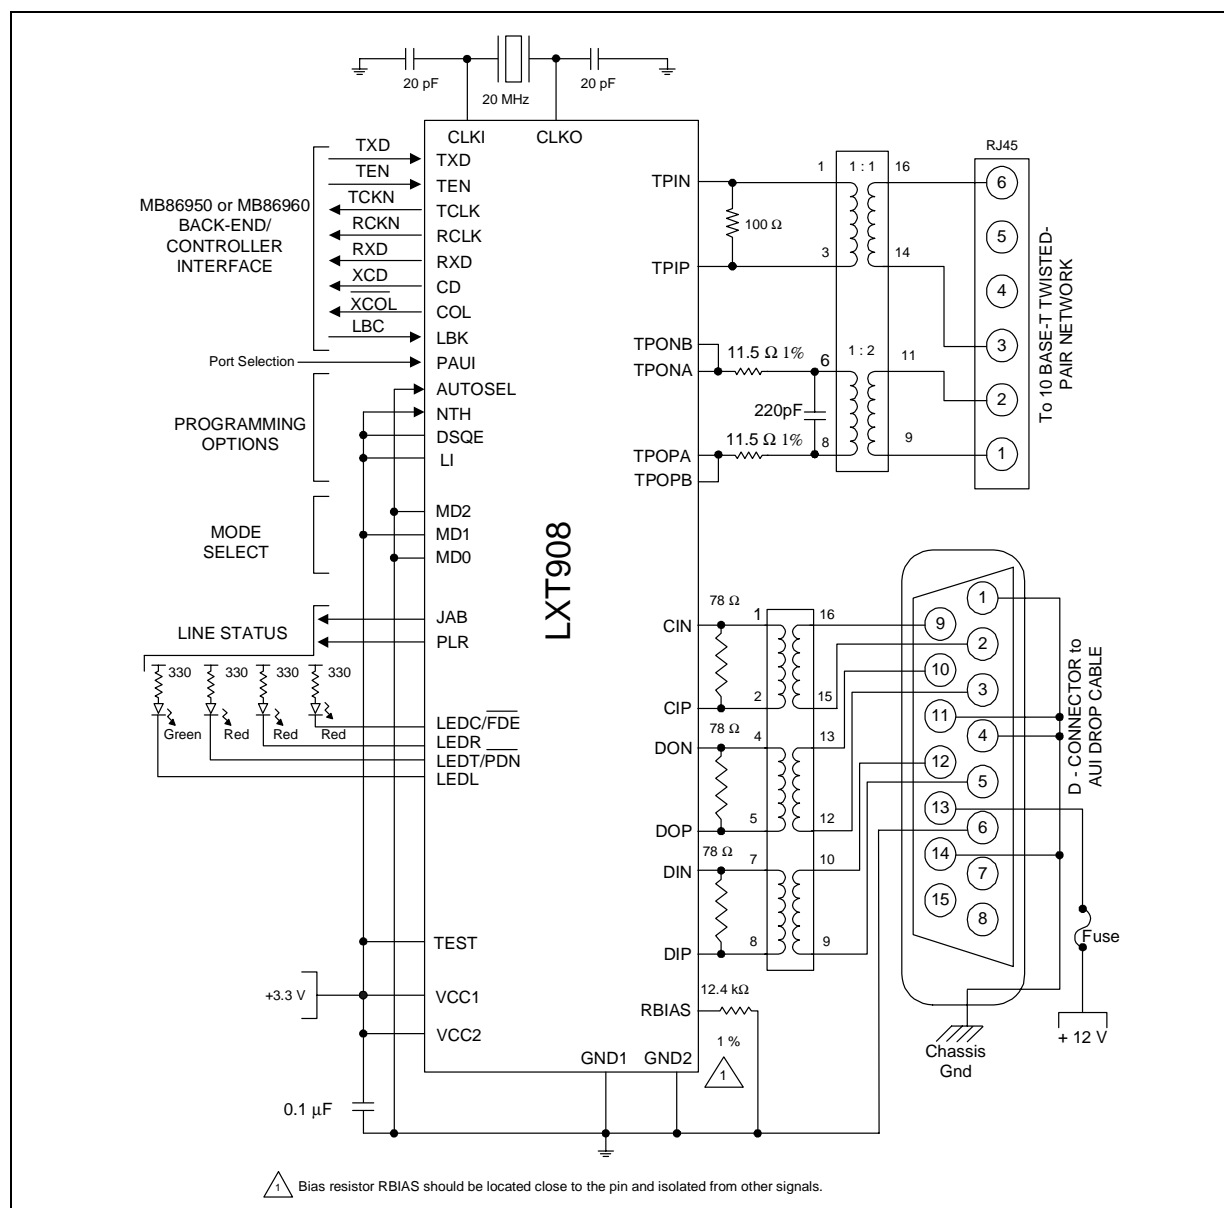 20 pF
20 MHz
20 pF
CLKI
CLKO
MB86950 or MB86960
BACK-END/
CONTROLLER
INTERFACE
TXD
TEN
TCKN
RCKN
RXD
XCD
XCOL
LBC
Port Selection
PROGRAMMING
OPTIONS
MODE
SELECT
LINE STATUS
TXD
TEN
TCLK
RCLK
RXD
CD
COL
LBK
PAUI
AUTOSEL
NTH
DSQE
LI
MD2
MD1
MD0
JAB
PLR
330
330
330
330
Green
Red
Red
Red
LEDC/FDE
LEDR
LEDT/PDN
LEDL
TEST
+3.3 V
VCC1
VCC2
0.1 µF
LXT908
GND1
GND2
TPIN
TPIP
TPONB
TPONA
TPOPA
TPOPB
CIN
CIP
DON
DOP
DIN
DIP
RBIAS
100 Ω
11.5 Ω 1%
220pF
11.5 Ω 1%
1
1 : 1
16
3
14
6
1 : 2
11
8
9
RJ45
6
5
4
3
2
1
To 10 BASE-T TWISTED-
PAIR NETWORK
78 Ω
1
16
2
15
78 Ω
4
13
5
12
78 Ω
7
10
8
9
12.4 kΩ
1 %
1
1
9
2
10
3
11
4
12
5
13
6
14
7
15
8
D - CONNECTOR to
AUI DROP CABLE
Fuse
+ 12 V
Chassis
Gnd
1 Bias resistor RBIAS should be located close to the pin and isolated from other signals.